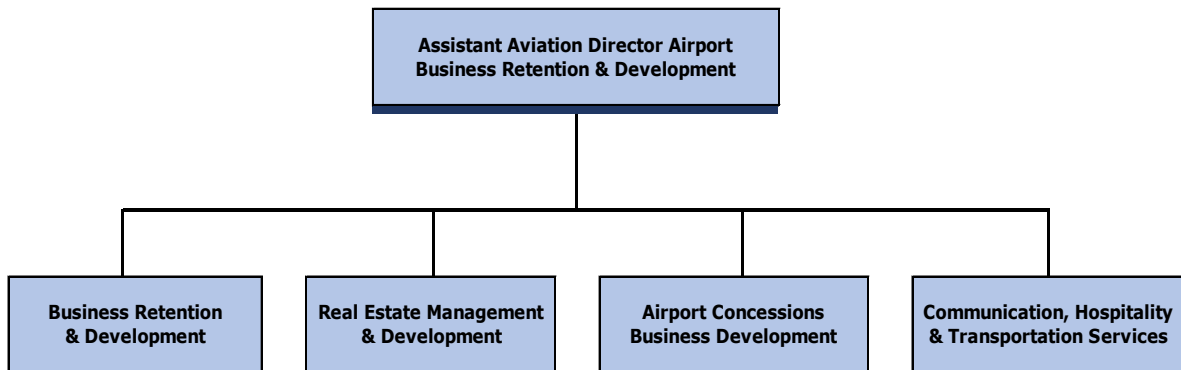 Assistant Aviation Director Airport
Business Retention & Development
Business Retention
& Development
Real Estate Management
& Development
Airport Concessions
Business Development
Communication, Hospitality
& Transportation Services